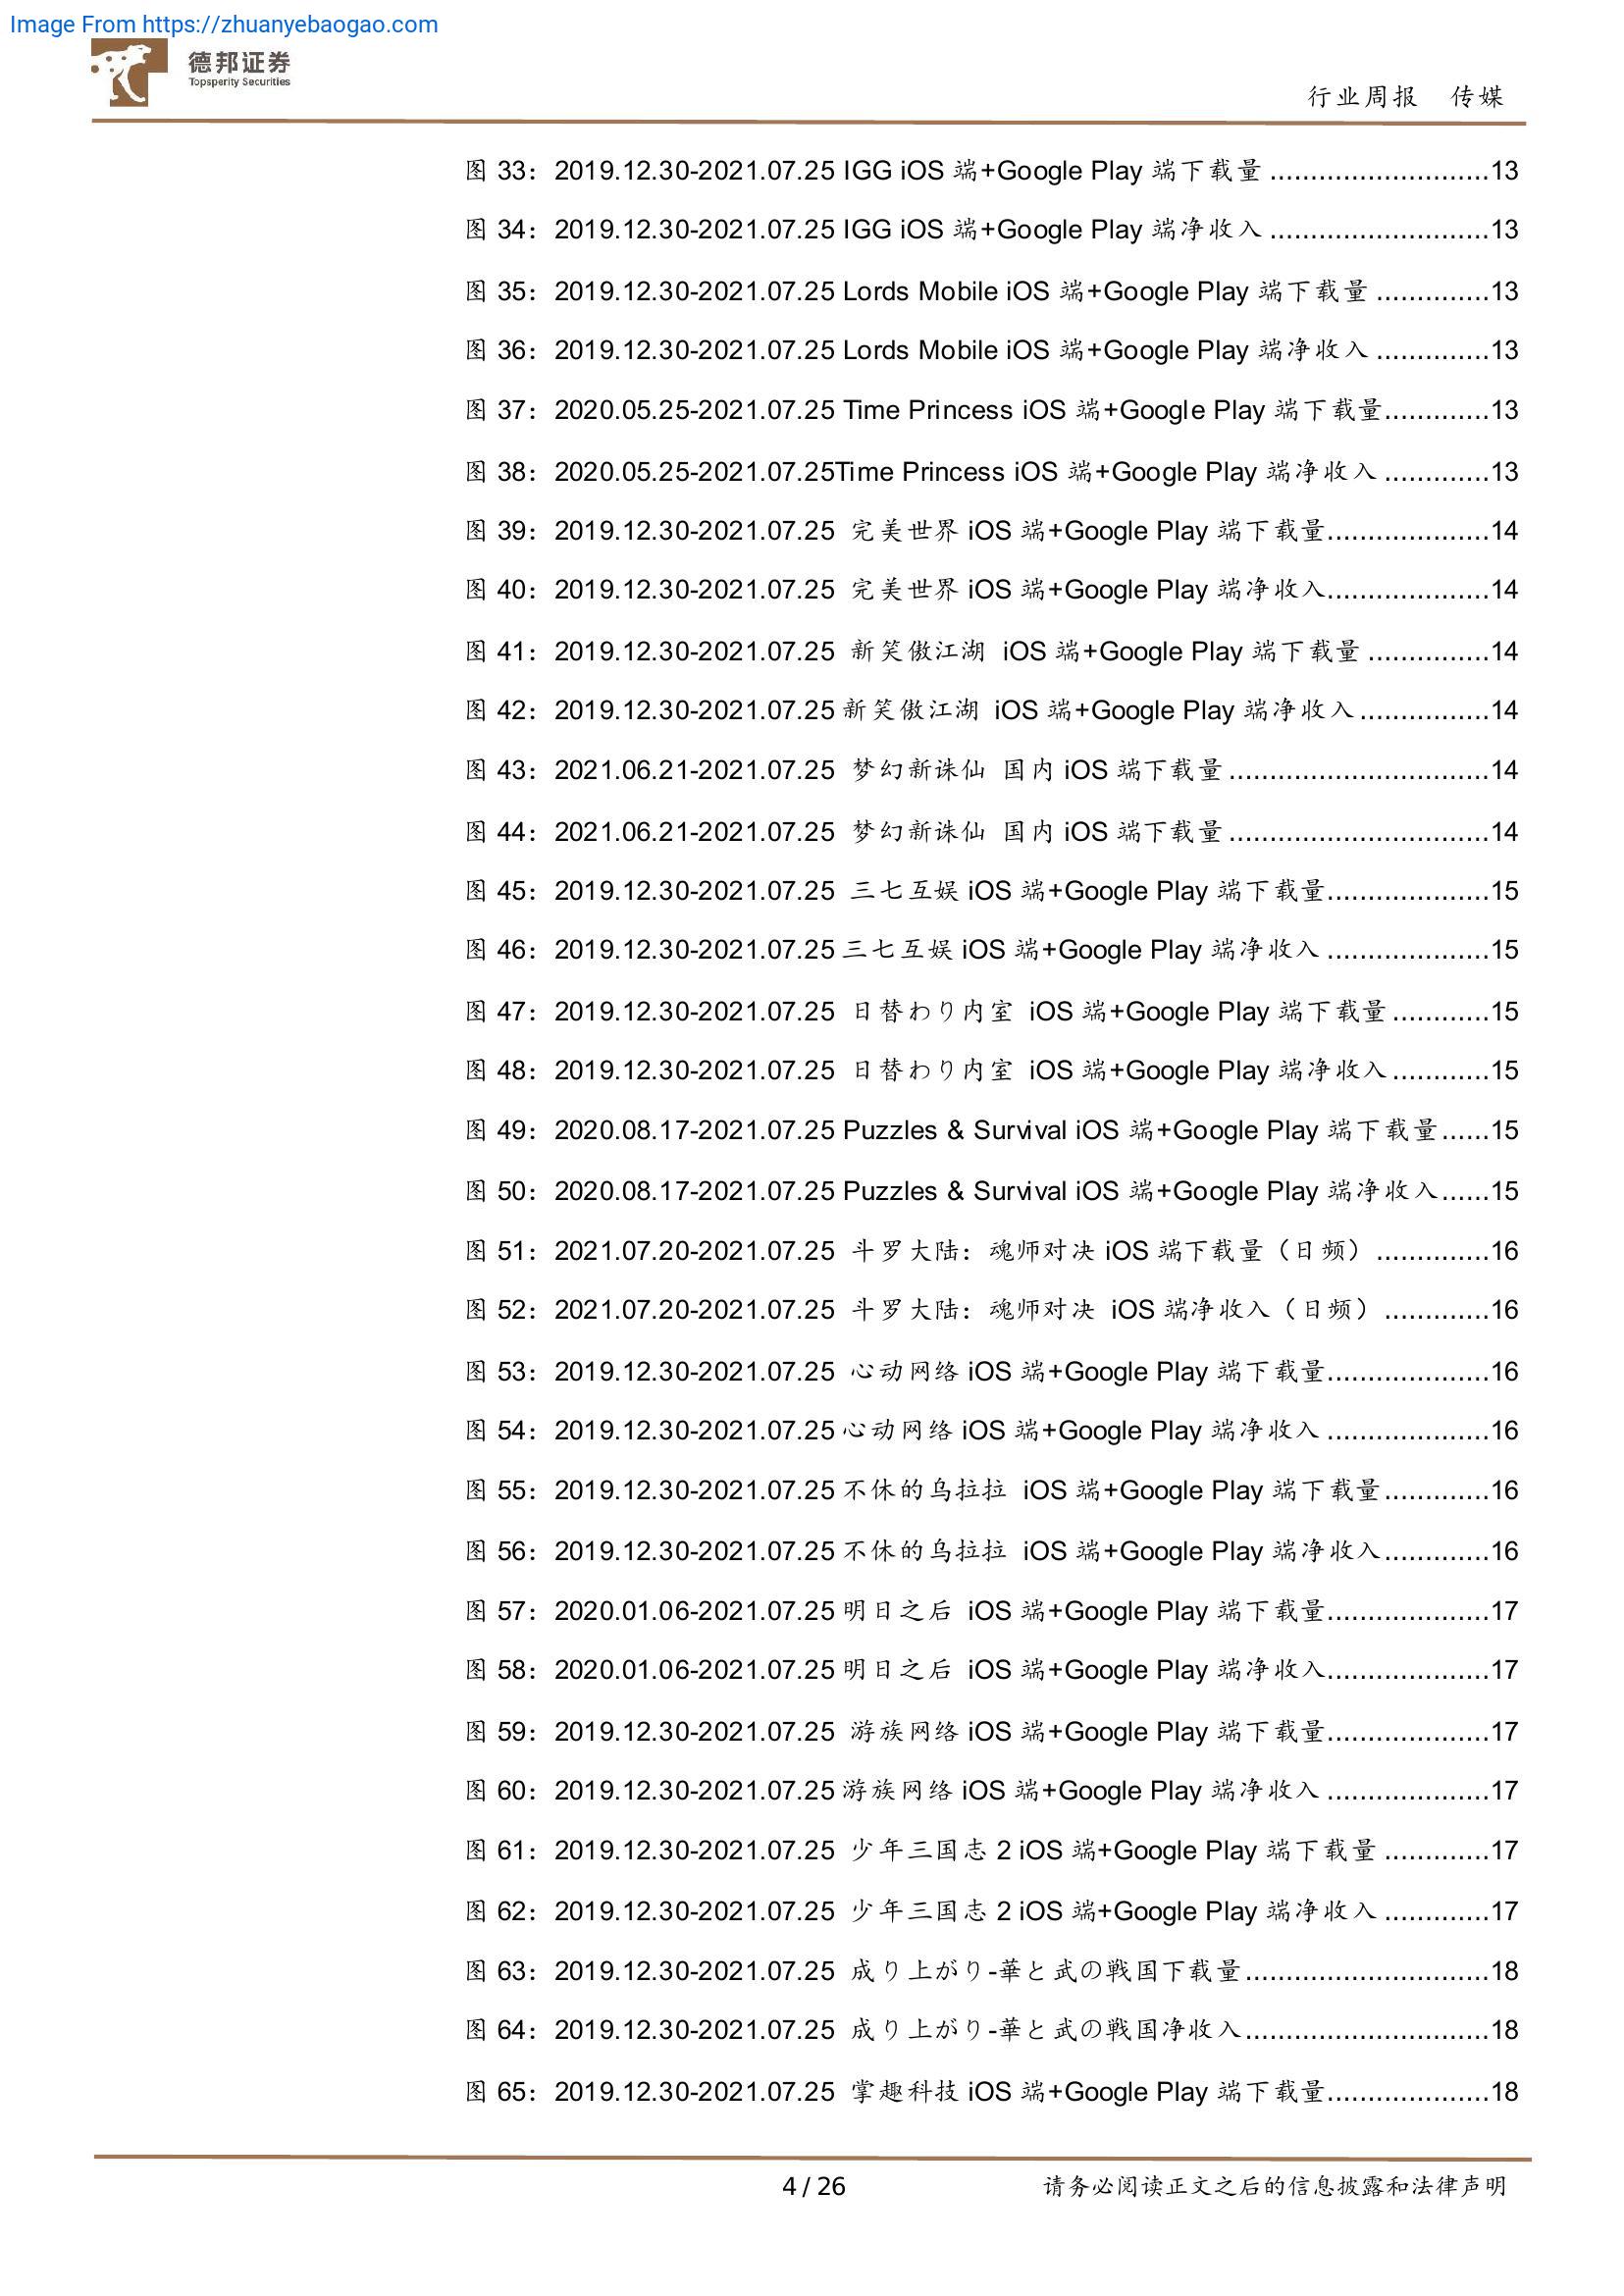 Image From https://zhuanyebaogao.com
德邦证券
Topsperity Securities
行业周报 传媒
图 33：2019.12.30-2021.07.25 IGG iOS 端+Google Play 端下载量 ...........................13
图 34：2019.12.30-2021.07.25 IGG iOS 端+Google Play 端净收入 ...........................13
图 35：2019.12.30-2021.07.25 Lords Mobile iOS 端+Google Play 端下载量 ..............13
图 36：2019.12.30-2021.07.25 Lords Mobile iOS 端+Google Play 端净收入 ..............13
图 37：2020.05.25-2021.07.25 Time Princess iOS 端+Google Play 端下载量.............13
图 38：2020.05.25-2021.07.25Time Princess iOS 端+Google Play 端净收入 .............13
图 39：2019.12.30-2021.07.25 完美世界 iOS 端+Google Play 端下载量....................14
图 40：2019.12.30-2021.07.25 完美世界 iOS 端+Google Play 端净收入....................14
图 41：2019.12.30-2021.07.25 新笑傲江湖 iOS 端+Google Play 端下载量 ...............14
图 42：2019.12.30-2021.07.25 新笑傲江湖 iOS 端+Google Play 端净收入................14
图 43：2021.06.21-2021.07.25 梦幻新诛仙 国内 iOS 端下载量................................14
图 44：2021.06.21-2021.07.25 梦幻新诛仙 国内 iOS 端下载量................................14
图 45：2019.12.30-2021.07.25 三七互娱 iOS 端+Google Play 端下载量....................15
图 46：2019.12.30-2021.07.25 三七互娱 iOS 端+Google Play 端净收入 ....................15
图 47：2019.12.30-2021.07.25 日替わり内室 iOS 端+Google Play 端下载量............15
图 48：2019.12.30-2021.07.25 日替わり内室 iOS 端+Google Play 端净收入............15
图 49：2020.08.17-2021.07.25 Puzzles & Survival iOS 端+Google Play 端下载量......15
图 50：2020.08.17-2021.07.25 Puzzles & Survival iOS 端+Google Play 端净收入......15
图 51：2021.07.20-2021.07.25 斗罗大陆：魂师对决 iOS 端下载量（日频） ..............16
图 52：2021.07.20-2021.07.25 斗罗大陆：魂师对决 iOS 端净收入（日频） .............16
图 53：2019.12.30-2021.07.25 心动网络 iOS 端+Google Play 端下载量....................16
图 54：2019.12.30-2021.07.25 心动网络 iOS 端+Google Play 端净收入 ....................16
图 55：2019.12.30-2021.07.25 不休的乌拉拉 iOS 端+Google Play 端下载量.............16
图 56：2019.12.30-2021.07.25 不休的乌拉拉 iOS 端+Google Play 端净收入.............16
图 57：2020.01.06-2021.07.25 明日之后 iOS 端+Google Play 端下载量....................17
图 58：2020.01.06-2021.07.25 明日之后 iOS 端+Google Play 端净收入....................17
图 59：2019.12.30-2021.07.25 游族网络 iOS 端+Google Play 端下载量....................17
图 60：2019.12.30-2021.07.25 游族网络 iOS 端+Google Play 端净收入 ....................17
图 61：2019.12.30-2021.07.25 少年三国志 2 iOS 端+Google Play 端下载量 .............17
图 62：2019.12.30-2021.07.25 少年三国志 2 iOS 端+Google Play 端净收入 .............17
图 63：2019.12.30-2021.07.25 成り上がり-華と武の戦国下载量..............................18
图 64：2019.12.30-2021.07.25 成り上がり-華と武の戦国净收入..............................18
图 65：2019.12.30-2021.07.25 掌趣科技 iOS 端+Google Play 端下载量....................18
4 / 26
请务必阅读正文之后的信息披露和法律声明